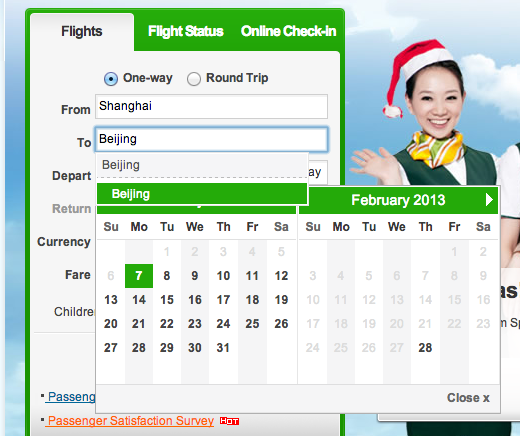 Flights Flight Status Online Check-in
One-way Round Trip
From Shanghai
To Beijing
Beijing
Depart ay
Beijing
Return
February 2013
Su Mo Tu We Th Fr Sa Su Mo Tu We Th Fr Sa
Currency 1 2 3 4 5 1 2
Fare 6 7 8 9 10 11 12 3 4 5 6 7 8 9
13 14 15 16 17 18 19 10 11 12 13 14 15 16
Childre
20 21 22 23 24 25 26 17 18 19 20 21 22 23
27 28 29 30 31 24 25 26 27 28
as
m Sp
Passeng
Close x
Passenger Satisfaction Survey HOT